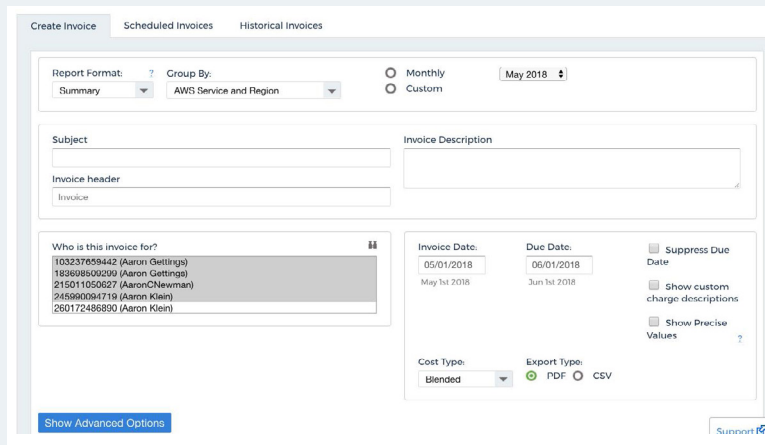 Create Invoice Scheduled Invoices Historical Invoices
Report Format: ? Group By: Monthly May 2018
Summary AWS Service and Region Custom
Subject Invoice Description
Invoice header
Invoice
Who is this invoice for? Invoice Date: Due Date: Suppress Due Date
103237659442 (Aaron Gettings) 05/01/2018 06/01/2018
183698509299 (Aaron Gettings) May 1st 2018 Jun 1st 2018
215011050627 (AaronCNewman) Show custom charge descriptions
245990094719 (Aaron Klein)
260172486890 (Aaron Klein) Show Precise Values ?
Cost Type: Export Type:
Blended PDF CSV
Show Advanced Options Support